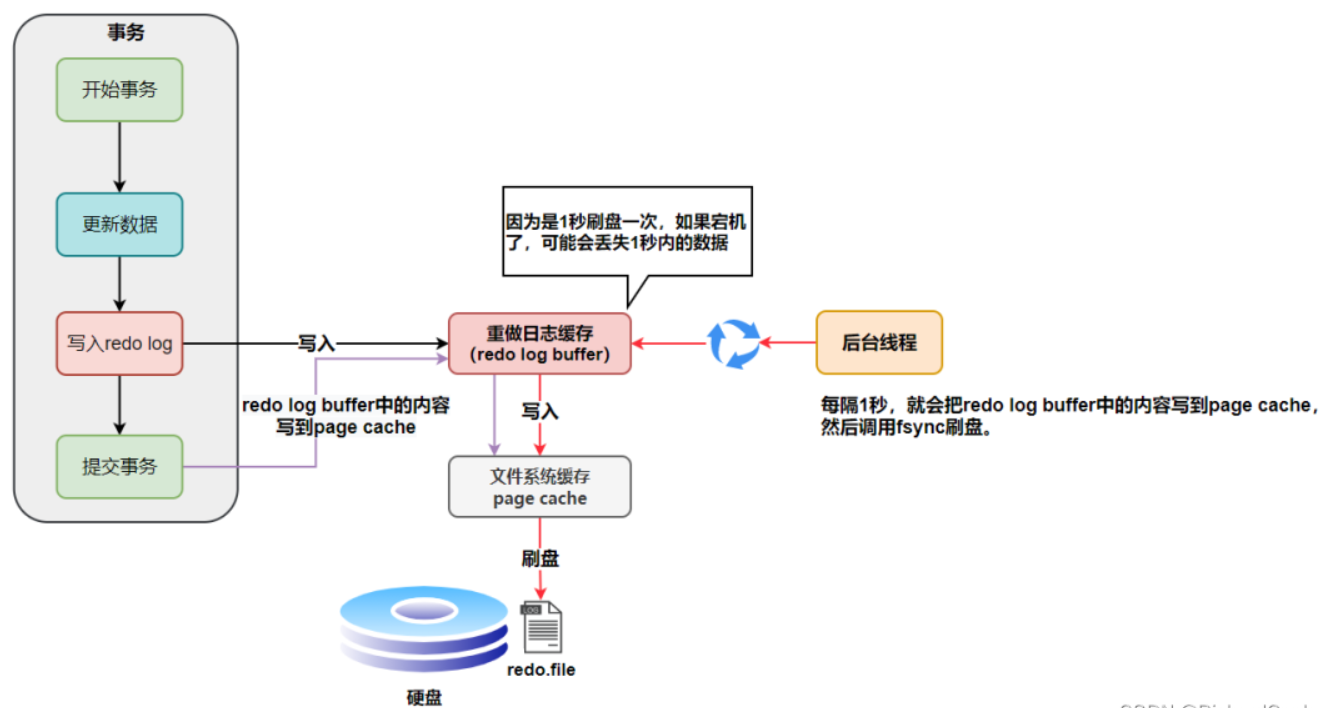 事务
开始事务
更新数据
因为是1秒刷盘一次，如果宕机
了，可能会丢失1秒内的数据
写入redo log
写入
重做日志缓存
（redo log buffer）
后台线程
redo log buffer中的内容
写到page cache
写入
每隔1秒，就会把redo log buffer中的内容写到page cache，
然后调用fsync刷盘。
提交事务
文件系统缓存
page cache
刷盘
LOG
redo.file
硬盘